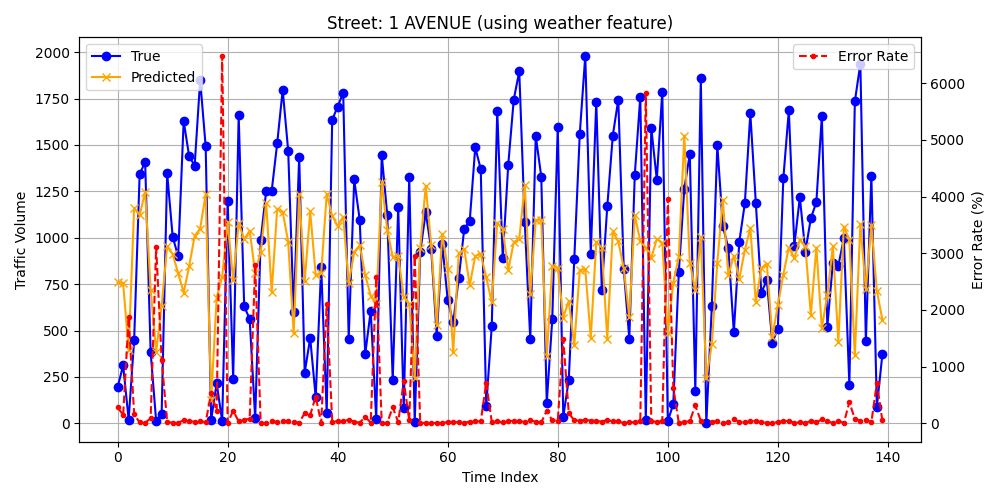 Street: 1 AVENUE (using weather feature)
True
Predicted
Error Rate
2000
1750
1500
1250
1000
750
500
250
0
Traffic Volume
6000
5000
4000
3000
2000
1000
0
Error Rate (%)
0 20 40 60 80 100 120 140
Time Index